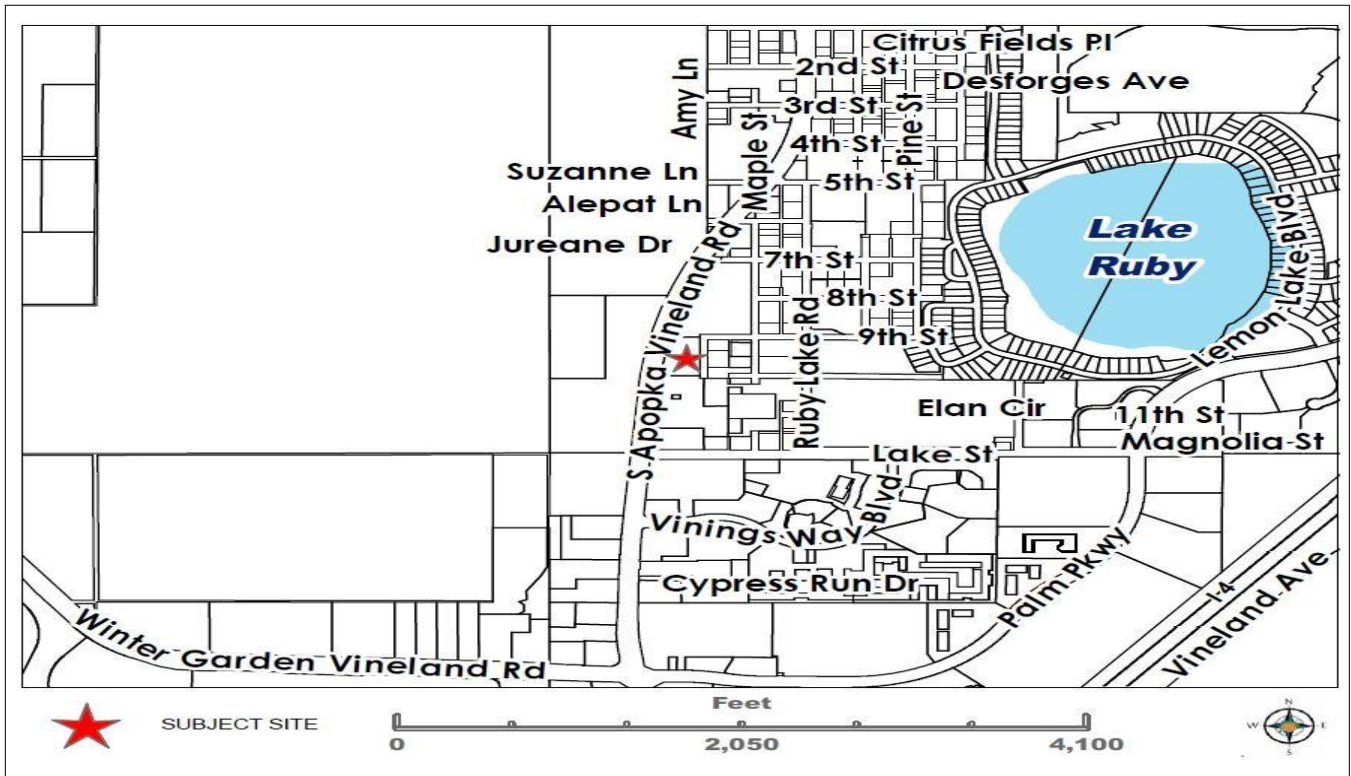 Citrus Fields Pl
2nd St
Desforges Ave
Amy Ln
3rd St
Pine St
Maple St
4th St
Suzanne Ln
5th St
Alepat Ln
Lake
Ruby
Lemon Lake Blvd
Jureane Dr
S Apopka Vineland Rd
7th St
8th St
9th St
Ruby Lake Rd
Elan Cir
11th St
Magnolia St
Lake St
Vinings Way Blvd
Cypress Run Dr
Palm Pkwy
I-4
Vineland Ave
Winter Garden Vineland Rd
SUBJECT SITE
Feet
0
2,050
4,100
N
W
E
S